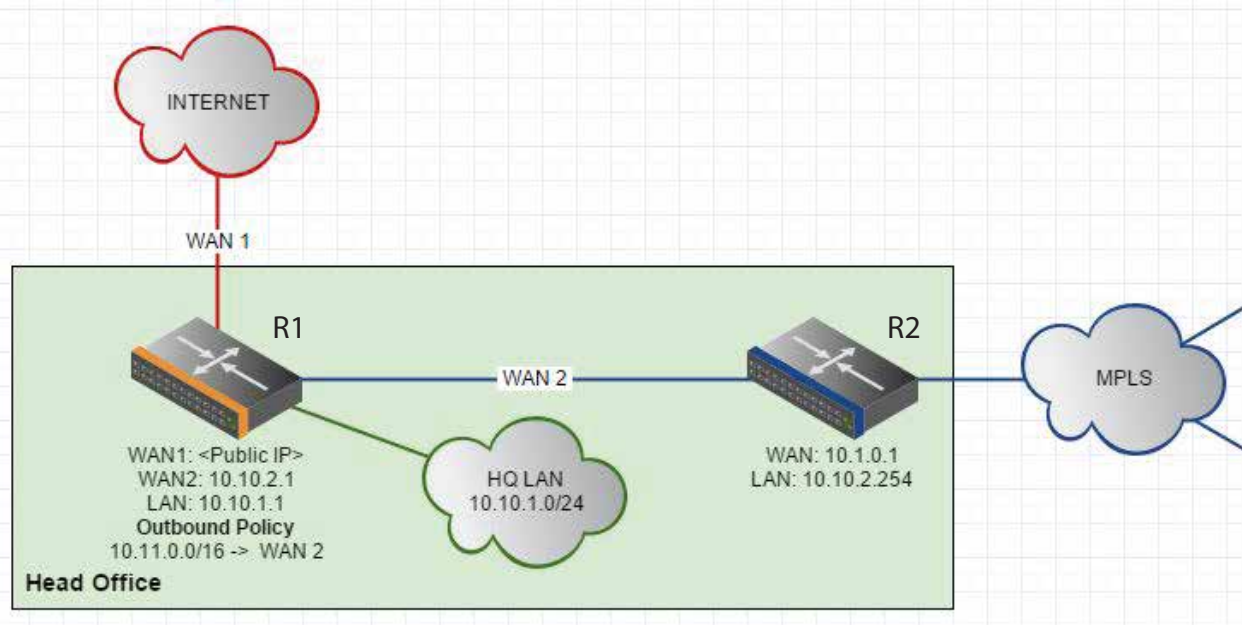 INTERNET
WAN 1
R1
R2
WAN 2
MPLS
WAN1: <Public IP>
WAN2: 10.10.2.1
LAN: 10.10.1.1
Outbound Policy
10.11.0.0/16 -> WAN 2
HQ LAN
10.10.1.0/24
WAN: 10.1.0.1
LAN: 10.10.2.254
Head Office